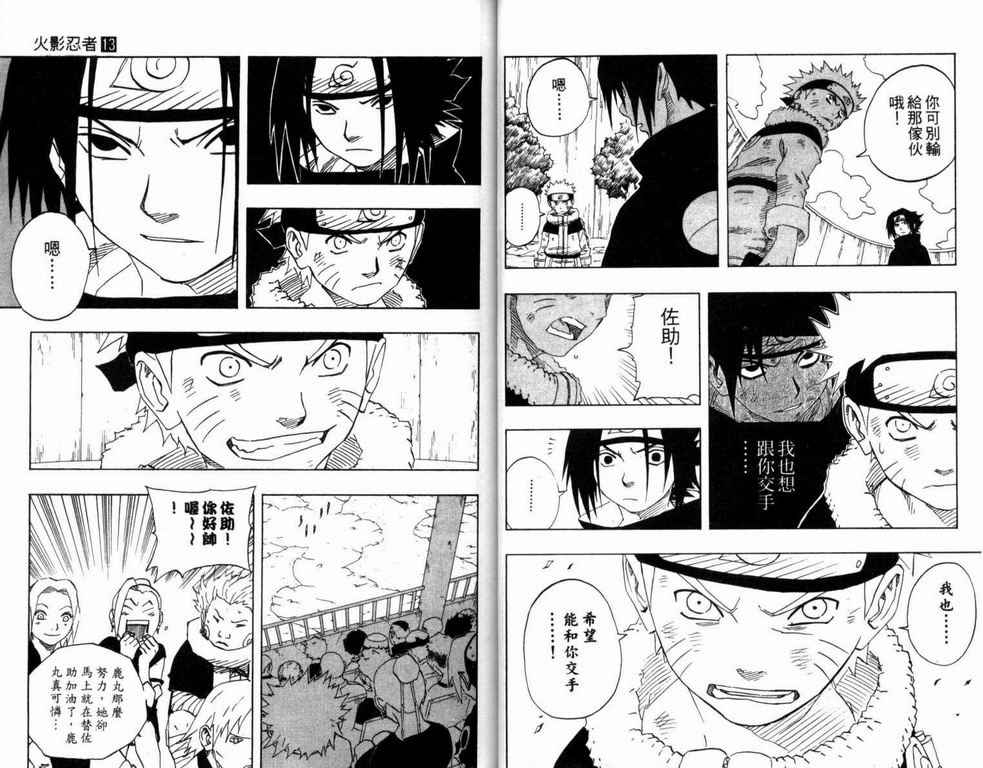 火影忍者13
你可別輸
給那傢伙
哦！
嗯……
……
佐助！
我也想
跟你交手
……
……
我也……
希望
能和你交手
……！
嗯……
佐助！
你好帥
喔～～
！
鹿丸那麼
努力，她卻
馬上就在替佐
助加油了，鹿
丸真可憐…